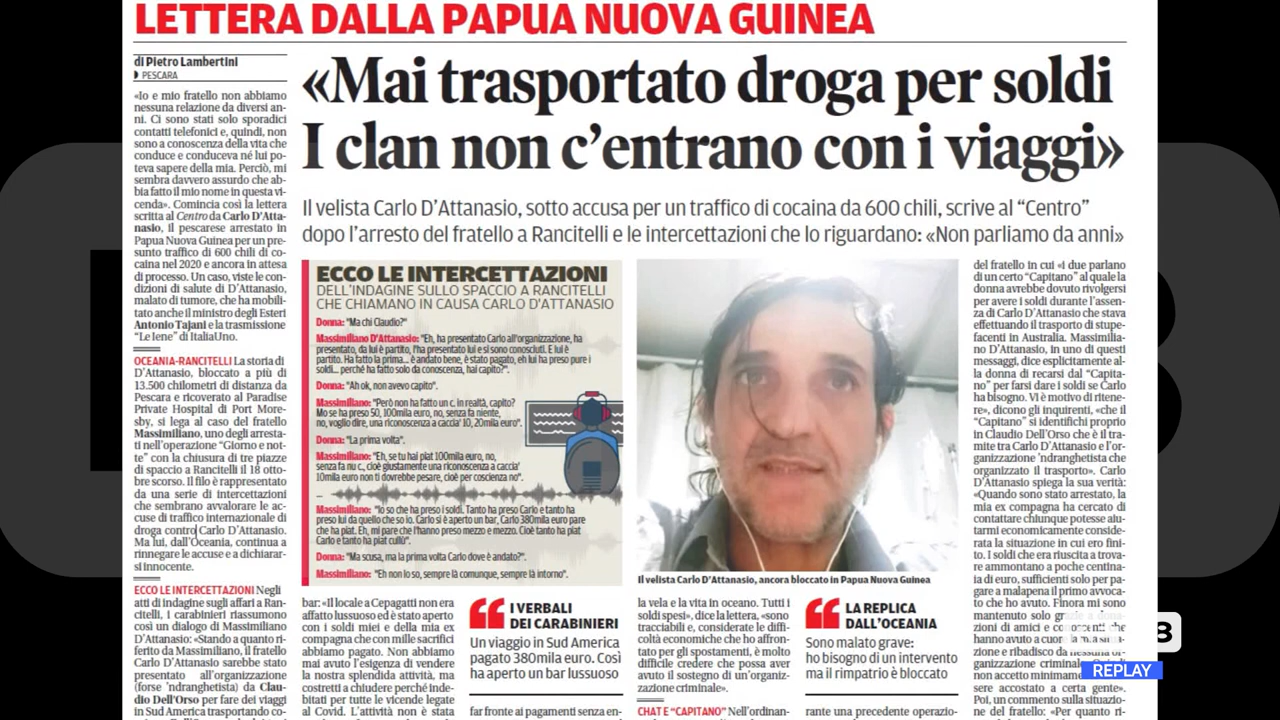 LETTERA DALLA PAPUA NUOVA GUINEA
di Pietro Lambertini
PESCARA
«Mai trasportato droga per soldi
I clan non c'entrano con i viaggi»
Il velista Carlo D'Attanasio, sotto accusa per un traffico di cocaina da 600 chili, scrive al "Centro"
dopo l'arresto del fratello a Rancitelli e le intercettazioni che lo riguardano: «Non parliamo da anni»
«Io e mio fratello non abbiamo
nessuna relazione da diversi an-
ni. Ci sono stati solo sporadici
contatti telefonici e, quindi, non
sono a conoscenza della vita che
conduce e conduceva né lui po-
teva sapere della mia. Perciò, mi
sembra davvero assurdo che ab-
bia fatto il mio nome in questa vi-
cenda». Comincia così la lettera
scritta al Centro da Carlo D'Atta-
nasio, il pescarese arrestato in
Papua Nuova Guinea per un pre-
sunto traffico di 600 chili di co-
caina nel 2020 e ancora in attesa
di processo. Un caso, viste le con-
dizioni di salute di D'Attanasio,
malato di tumore, che ha mobili-
tato anche il ministro degli Esteri
Antonio Tajani e la trasmissione
"Le Iene" di ItaliaUno.
OCEANIA-RANCITELLI La storia di
D'Attanasio, bloccato a più di
13.500 chilometri di distanza da
Pescara e ricoverato al Paradise
Private Hospital di Port More-
sby, si lega al caso del fratello
Massimiliano, uno degli arresta-
ti nell'operazione "Giorno e not-
te" con la chiusura di tre piazze
di spaccio a Rancitelli il 18 otto-
bre scorso. Il filo è rappresentato
da una serie di intercettazioni
che sembrano avvalorare le ac-
cuse di traffico internazionale di
droga contro Carlo D'Attanasio.
Ma lui, dall'Oceania, continua a
rinnegare le accuse e a dichiarar-
si innocente.
ECCO LE INTERCETTAZIONI Negli
atti di indagine sugli affari a Ran-
citelli, i carabinieri riassumono
così un dialogo di Massimiliano
D'Attanasio: «Stando a quanto ri-
ferito da Massimiliano, il fratello
Carlo D'Attanasio sarebbe stato
presentato all'organizzazione
(forse 'ndranghetista) da Clau-
dio Dell'Orso per fare dei viaggi
in Sud America trasportando co-
ECCO LE INTERCETTAZIONI
DELL'INDAGINE SULLO SPACCIO A RANCITELLI
CHE CHIAMANO IN CAUSA CARLO D'ATTANASIO
Donna: "Ma chi Claudio?"
Massimiliano D'Attanasio: "Eh, ha presentato Carlo all'organizzazione, ha
presentato, da lui è partito, l'ha presentato lui e si sono conosciuti. E lui è
partito. Ha fatto la prima... è andato bene, è stato pagato, eh lui ha preso pure i
soldi... perché ha fatto solo da conoscenza, hai capito?".
Donna: "Ah ok, non avevo capito".
Massimiliano: "Però non ha fatto un c. in realtà, capito?
Mo se ha preso 50, 100mila euro, no, senza fa niente,
no, voglio dire, una riconoscenza a caccia' 10, 20mila euro".
Donna: "La prima volta".
Massimiliano: "Eh, se tu hai piat 100mila euro, no,
senza fa nu c., cioè giustamente una riconoscenza a caccia'
10mila euro non ti dovrebbe pesare, cioè per coscienza no".
...
Massimiliano: "Io so che ha preso i soldi. Tanto ha preso Carlo e tanto ha
preso lui da quello che so io. Carlo si è aperto un bar, Carlo 380mila euro pare
che ha piat. Eh, mi pare che l'hanno preso mezzo e mezzo. Cioè tanto ha piat
Carlo e tanto ha piat cullù".
Donna: "Ma scusa, ma la prima volta Carlo dove è andato?".
Massimiliano: "Eh non lo so, sempre là comunque, sempre là intorno".
Il velista Carlo D'Attanasio, ancora bloccato in Papua Nuova Guinea
bar: «Il locale a Cepagatti non era
affatto lussuoso ed è stato aperto
con i soldi miei e della mia ex
compagna che con mille sacrifici
abbiamo pagato. Non abbiamo
mai avuto l'esigenza di vendere
la nostra splendida attività, ma
costretti a chiudere perché inde-
bitati per tutte le vicende legate
al Covid. L'attività non è stata
I VERBALI
DEI CARABINIERI
Un viaggio in Sud America
pagato 380mila euro. Così
ha aperto un bar lussuoso
far fronte ai pagamenti senza en-
la vela e la vita in oceano. Tutti i
soldi spesi», dice la lettera, «sono
tracciabili e, considerate le diffi-
coltà economiche che ho affron-
tato per gli spostamenti, è molto
difficile credere che possa aver
avuto il sostegno di un'organiz-
zazione criminale».
CHAT E "CAPITANO" Nell'ordinan-
LA REPLICA
DALL'OCEANIA
Sono malato grave:
ho bisogno di un intervento
ma il rimpatrio è bloccato
rante una precedente operazio-
del fratello in cui «i due parlano
di un certo "Capitano" al quale la
donna avrebbe dovuto rivolgersi
per avere i soldi durante l'assen-
za di Carlo D'Attanasio che stava
effettuando il trasporto di stupe-
facenti in Australia. Massimilia-
no D'Attanasio, in uno di questi
messaggi, dice esplicitamente al-
la donna di recarsi dal "Capita-
no" per farsi dare i soldi se Carlo
ha bisogno. Vi è motivo di ritene-
re», dicono gli inquirenti, «che il
"Capitano" si identifichi proprio
in Claudio Dell'Orso che è il tra-
mite tra Carlo D'Attanasio e l'or-
ganizzazione 'ndranghetista che
organizzato il trasporto». Carlo
D'Attanasio spiega la sua verità:
«Quando sono stato arrestato, la
mia ex compagna ha cercato di
contattare chiunque potesse aiu-
tarmi economicamente conside-
rata la situazione in cui ero fini-
to. I soldi che era riuscita a trova-
re ammontano a poche centina-
ia di euro, sufficienti solo per pa-
gare a malapena il primo avvoca-
to che ho avuto. Finora mi sono
mantenuto solo grazie a dona-
zioni di amici e conoscenti che
hanno avuto a cuore la mia situa-
zione e ribadisco da nessuna or-
ganizzazione criminale.
non accetto minimamente
sere accostato a certa gente».
Poi, un commento sulla situazio-
ne del fratello: «Per quanto ri-
8
REPLAY